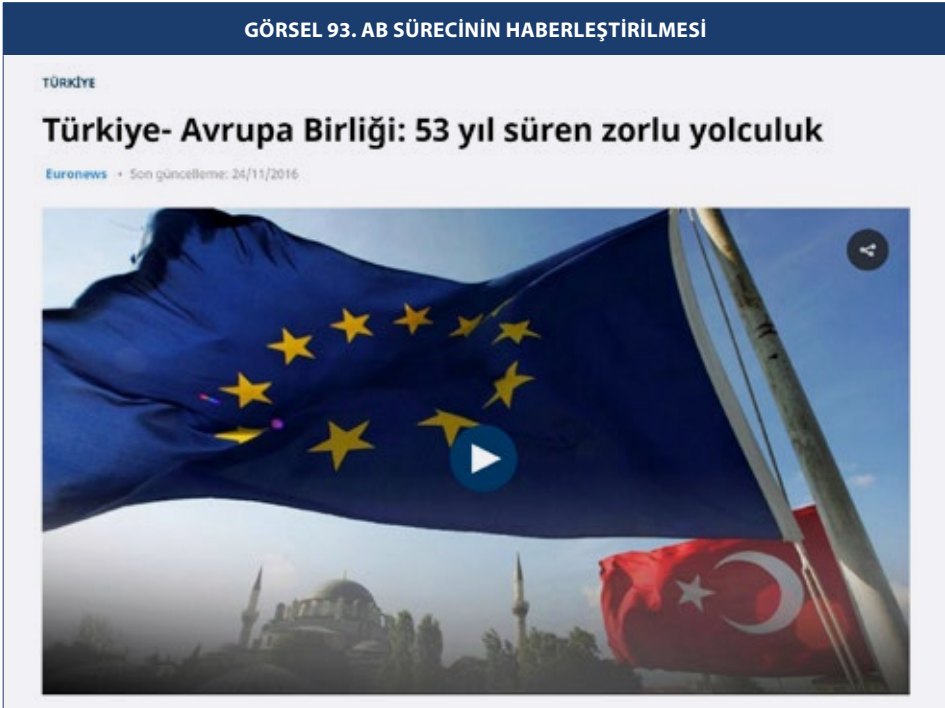 GÖRSEL 93. AB SÜRECİNİN HABERLEŞTİRİLMESİ
TÜRKİYE
Türkiye- Avrupa Birliği: 53 yıl süren zorlu yolculuk
Euronews • Son güncelleme: 24/11/2016